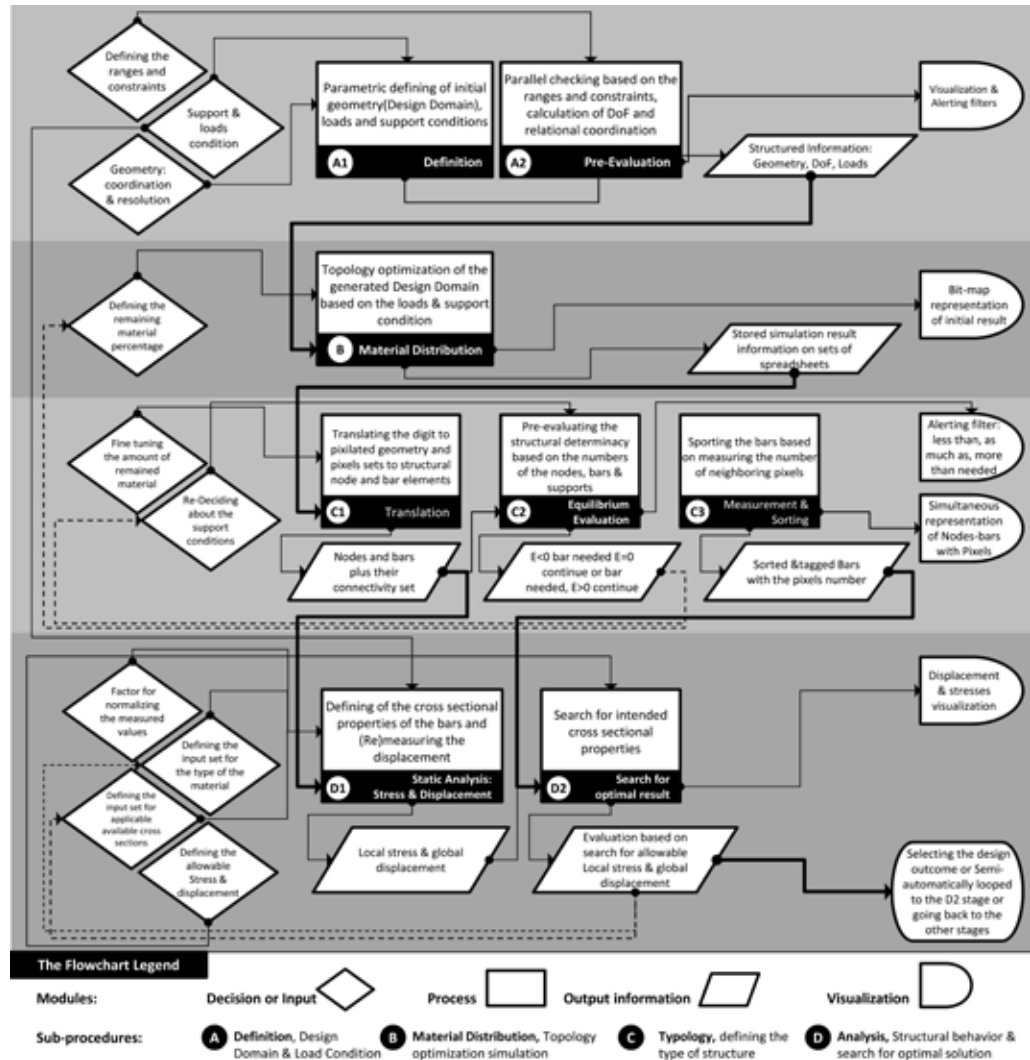 Defining the
ranges and
constraints
Support &
loads
condition
Geometry:
coordination
& resolution
Parametric defining of initial
geometry(Design Domain),
loads and support conditions
A1
Definition
Parallel checking based on the
ranges and constraints,
calculation of DoF and
relational coordination
A2
Pre-Evaluation
Visualization &
Alerting filters
Structured Information:
Geometry, DoF, Loads
Defining the
remaining
material
percentage
Topology optimization of the
generated Design Domain
based on the loads & support
condition
B
Material Distribution
Bit-map
representation
of initial result
Stored simulation result
information on sets of
spreadsheets
Fine tuning
the amount of
remained
material
Re-Deciding
about the
support
conditions
Translating the digit to
pixilated geometry and
pixels sets to structural
node and bar elements
C1
Translation
Pre-evaluating the
structural determinacy
based on the numbers
of the nodes, bars &
supports
C2
Equilibrium
Evaluation
Sporting the bars based
on measuring the number
of neighboring pixels
C3
Measurement &
Sorting
Alerting filter:
less than, as
much as, more
than needed
Simultaneous
representation
of Nodes-bars
with Pixels
Nodes and bars
plus their
connectivity set
E<0 bar needed E=0
continue or bar
needed, E>0 continue
Sorted &tagged Bars
with the pixels number
Factor for
normalizing
the measured
values
Defining the
input set for
the type of the
material
Defining the
input set for
applicable
available cross
sections
Defining the
allowable
Stress &
displacement
Defining of the cross sectional
properties of the bars and
(Re)measuring the
displacement
D1
Static Analysis:
Stress & Displacement
Search for intended
cross sectional
properties
D2
Search for
optimal result
Displacement
& stresses
visualization
Local stress & global
displacement
Evaluation based on
search for allowable
Local stress & global
displacement
Selecting the design
outcome or Semi-
automatically looped
to the D2 stage or
going back to the
other stages
The Flowchart Legend
Modules:
Decision or Input
Process
Output information
Visualization
Sub-procedures:
A Definition, Design
Domain & Load Condition
B Material Distribution, Topology
optimization simulation
C Typology, defining the
type of structure
D Analysis, Structural behavior &
search for optimal solution